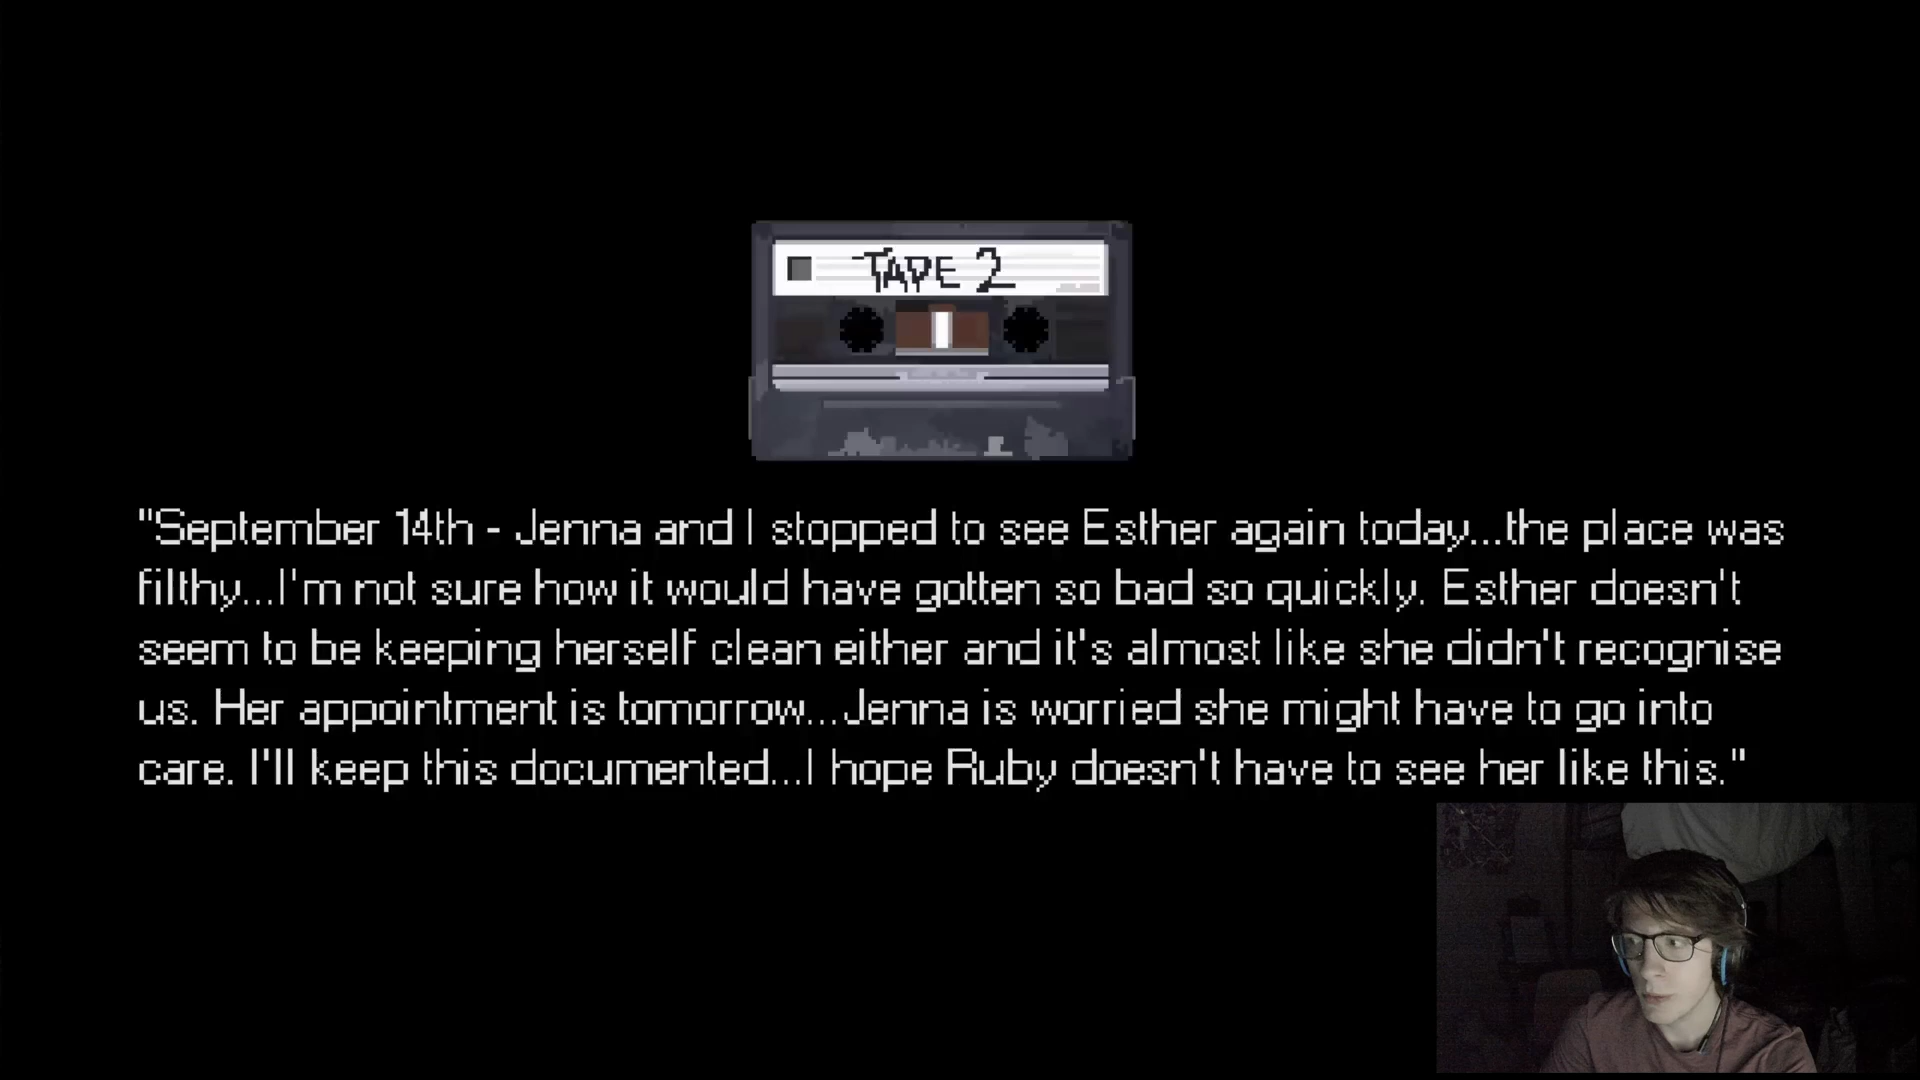 TAPE 2
"September 14th - Jenna and I stopped to see Esther again today...the place was
filthy...I'm not sure how it would have gotten so bad so quickly. Esther doesn't
seem to be keeping herself clean either and it's almost like she didn't recognise
us. Her appointment is tomorrow...Jenna is worried she might have to go into
care. I'll keep this documented...I hope Ruby doesn't have to see her like this."